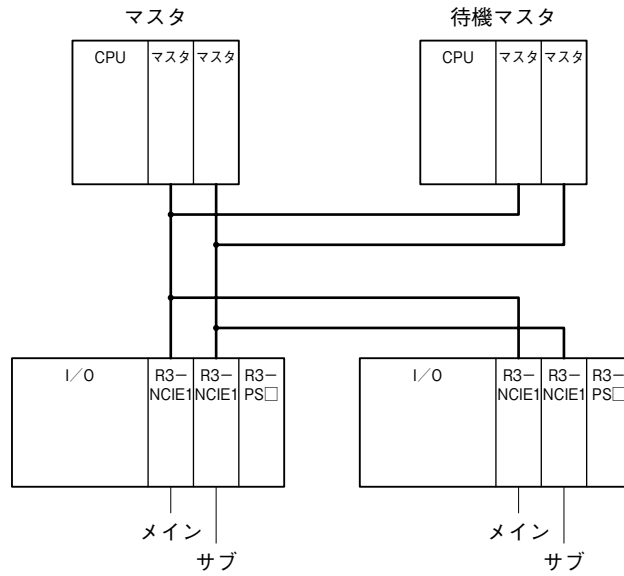 マスタ
待機マスタ
CPU
マスタ
マスタ
CPU
マスタ
マスタ
I/O
R3-
NCIE1
R3-
NCIE1
R3-
PS□
I/O
R3-
NCIE1
R3-
NCIE1
R3-
PS□
メイン
サブ
メイン
サブ